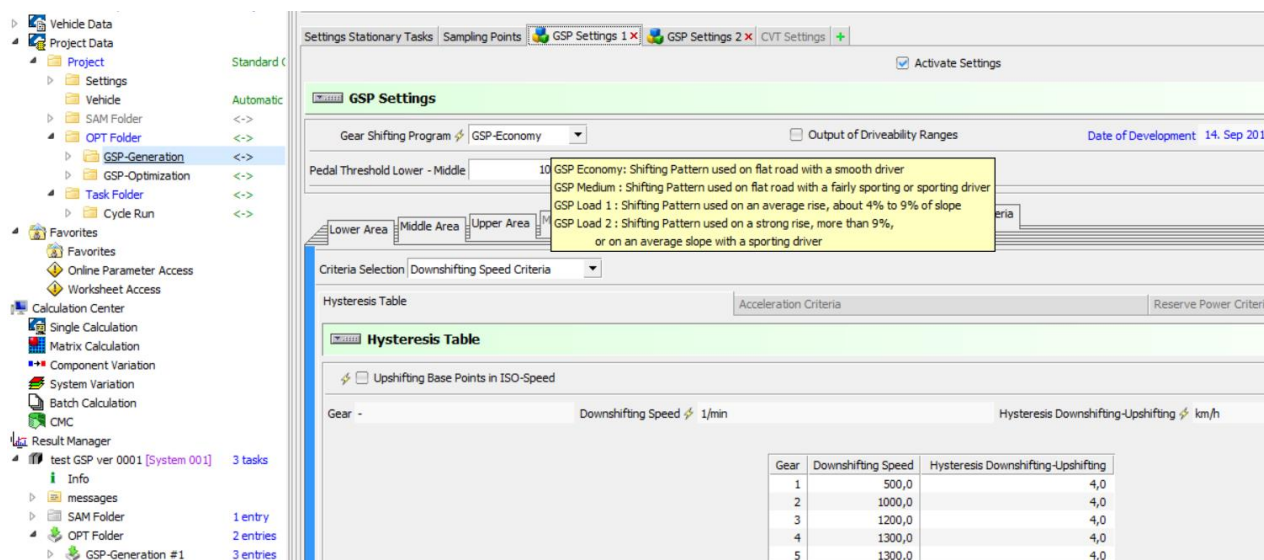 Vehicle Data
Project Data
Project Standard (
Settings
Vehicle Automatic
SAM Folder <->
OPT Folder <->
GSP-Generation <->
GSP-Optimization <->
Task Folder <->
Cycle Run <->
Favorites
Favorites
Online Parameter Access
Worksheet Access
Calculation Center
Single Calculation
Matrix Calculation
Component Variation
System Variation
Batch Calculation
CMC
Result Manager
test GSP ver 0001 [System 001] 3 tasks
Info
messages
SAM Folder 1 entry
OPT Folder 2 entries
GSP-Generation #1 3 entries
Settings Stationary Tasks Sampling Points GSP Settings 1 GSP Settings 2 CVT Settings +
Activate Settings
GSP Settings
Gear Shifting Program GSP-Economy Output of Driveability Ranges Date of Development 14. Sep 201
Pedal Threshold Lower - Middle 10
GSP Economy: Shifting Pattern used on flat road with a smooth driver
GSP Medium : Shifting Pattern used on flat road with a fairly sporting or sporting driver
GSP Load 1 : Shifting Pattern used on an average rise, about 4% to 9% of slope
GSP Load 2 : Shifting Pattern used on a strong rise, more than 9%,
or on an average slope with a sporting driver
Lower Area Middle Area Upper Area M eria
Criteria Selection Downshifting Speed Criteria
Hysteresis Table Acceleration Criteria Reserve Power Criteri
Hysteresis Table
Upshifting Base Points in ISO-Speed
Gear - Downshifting Speed 1/min Hysteresis Downshifting-Upshifting km/h
Gear Downshifting Speed Hysteresis Downshifting-Upshifting
1 500,0 4,0
2 1000,0 4,0
3 1200,0 4,0
4 1300,0 4,0
5 1300,0 4,0